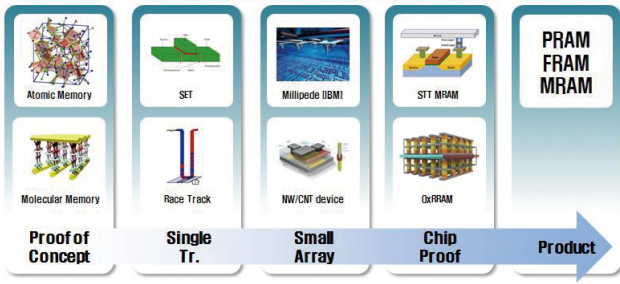 Atomic Memory
SET
Millipede [IBM]
STT MRAM
PRAM
FRAM
MRAM
Molecular Memory
Race Track
NW/CNT device
OxRRAM
Proof of
Concept
Single
Tr.
Small
Array
Chip
Proof
Product